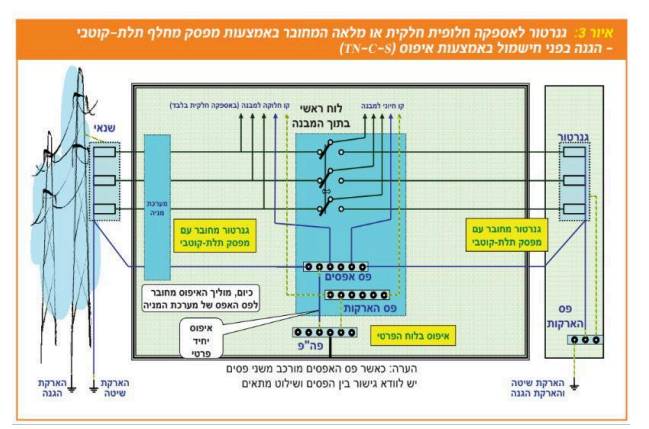 איור 3: גנרטור לאספקה חלופית חלקית או מלאה המחובר באמצעות מפסק מחלף תלת-קוטבי
- הגנה בפני חישמול באמצעות איפוס (TN-C-S)
קו חלוקה למבנה (באספקה חלקית בלבד)
לוח ראשי
בתוך המבנה
קו חיוני למבנה
שנאי
גנרטור
מערכת
מניה
גנרטור מחובר עם
מפסק תלת-קוטבי
גנרטור מחובר עם
מפסק תלת-קוטבי
פס אפסים
כיום, מוליך האיפוס מחובר
לפס האפס של מערכת המניה
פס הארקות
פס
הארקות
איפוס
יחיד
פרטי
איפוס בלוח הפרטי
פה"פ
הערה: כאשר פס האפסים מורכב משני פסים
יש לוודא גישור בין הפסים ושילוט מתאים
הארקת
הגנה
הארקת
שיטה
הארקת שיטה
והארקת הגנה